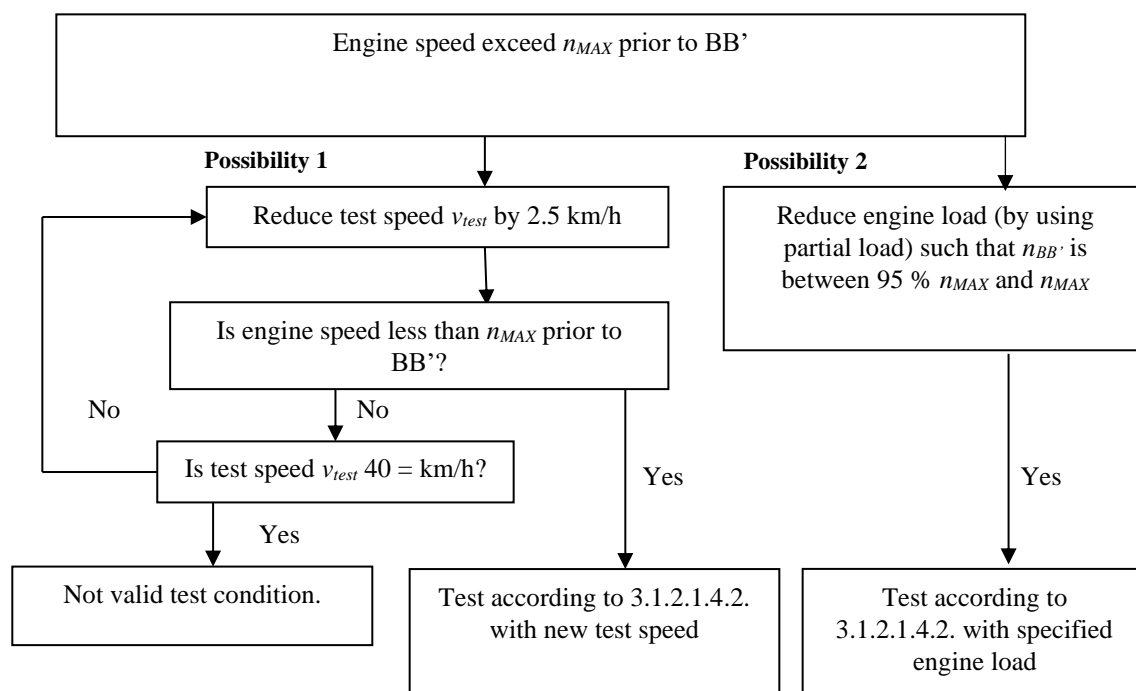 Engine speed exceed nMAX prior to BB’
Possibility 1
Possibility 2
Reduce test speed vtest by 2.5 km/h
Reduce engine load (by using
partial load) such that nBB’ is
between 95 % nMAX and nMAX
Is engine speed less than nMAX prior to
BB’?
No
No
Is test speed vtest 40 = km/h?
Yes
Yes
Yes
Not valid test condition.
Test according to 3.1.2.1.4.2.
with new test speed
Test according to
3.1.2.1.4.2. with specified
engine load